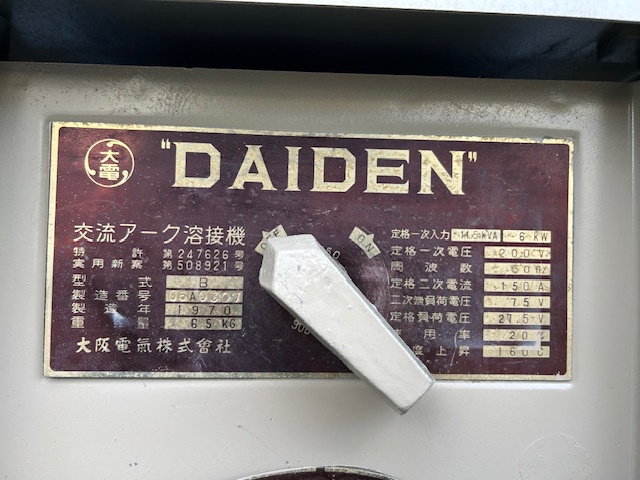 大電
"DAIDEN"
交流アーク溶接機
特許 第247626号
実用新案 第508921号
型式 B
製造番号
製造年 1970
重量 65KG
大阪電氣株式會社
OFF
ON
定格一次入力 KVA 6 KW
定格一次電圧 200V
周波数 60HZ
定格二次電流 150A
二次無負荷電圧 75V
定格負荷電圧 27.5V
使用率 20%
度上昇 160C